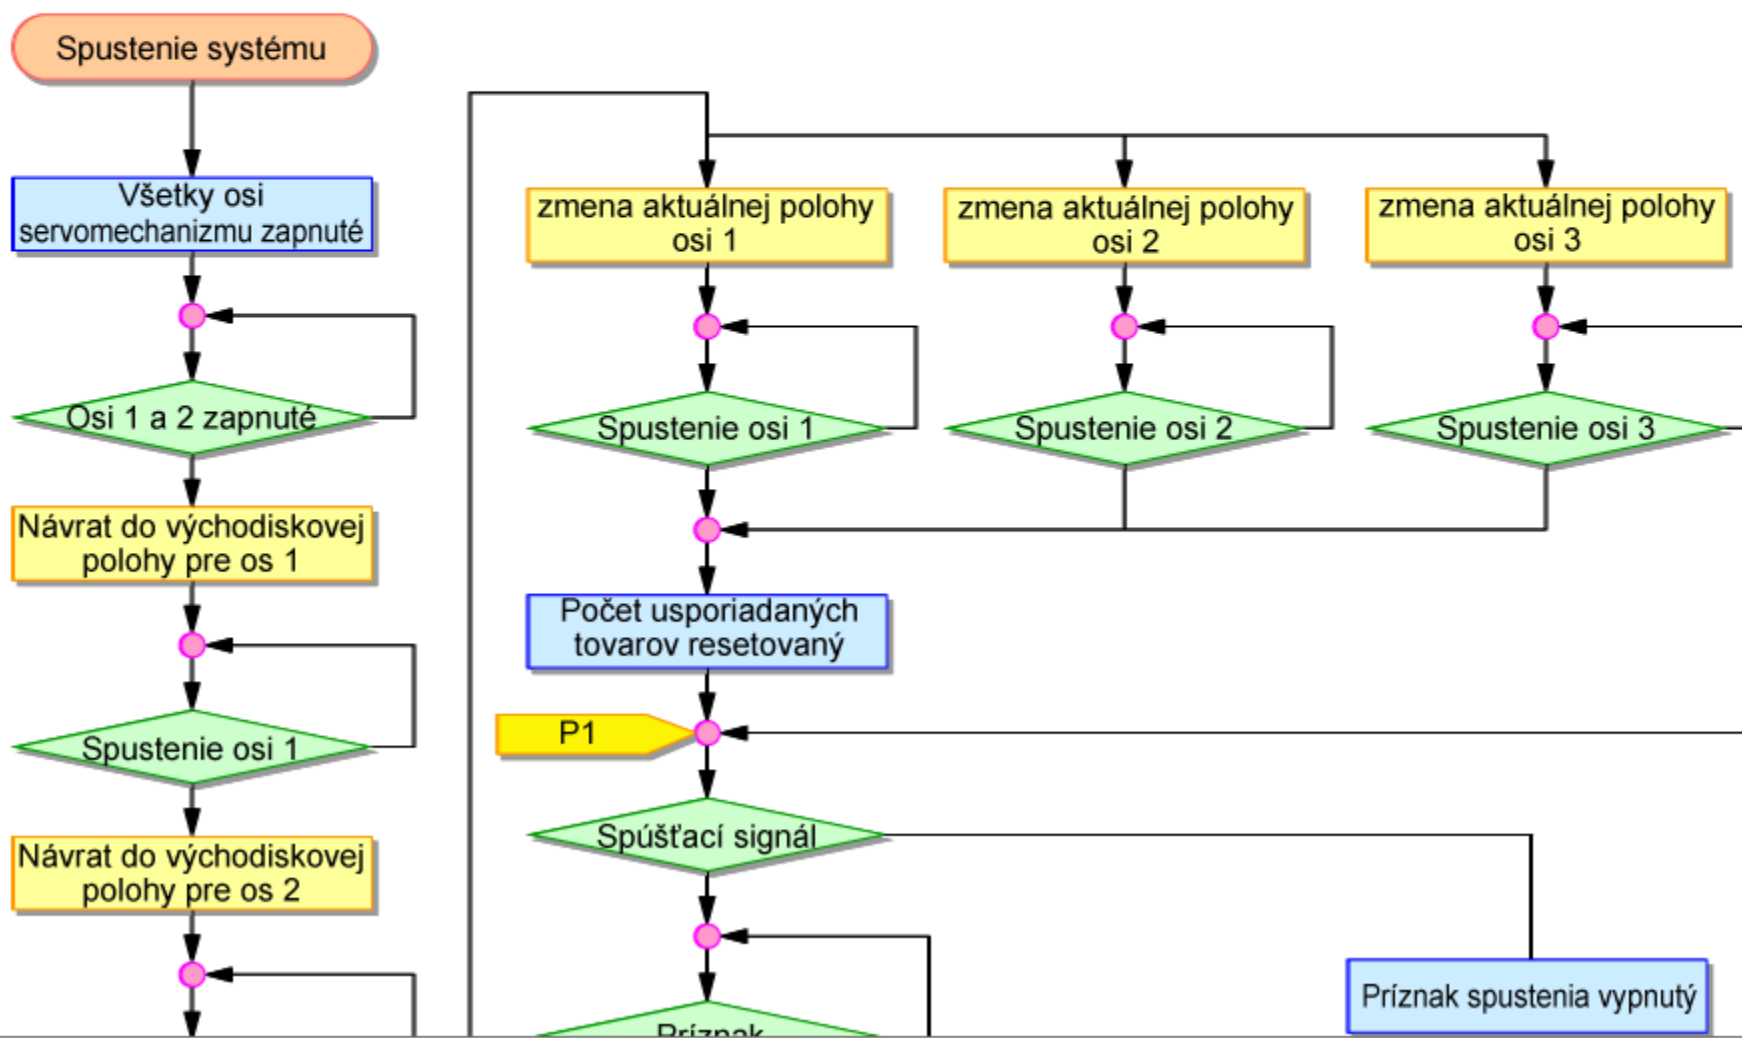 Spustenie systému
Všetky osi
servomechanizmu zapnuté
Osi 1 a 2 zapnuté
Návrat do východiskovej
polohy pre os 1
Spustenie osi 1
Návrat do východiskovej
polohy pre os 2
zmena aktuálnej polohy
osi 1
zmena aktuálnej polohy
osi 2
zmena aktuálnej polohy
osi 3
Spustenie osi 1
Spustenie osi 2
Spustenie osi 3
Počet usporiadaných
tovarov resetovaný
P1
Spúšťací signál
Príznak
Príznak spustenia vypnutý